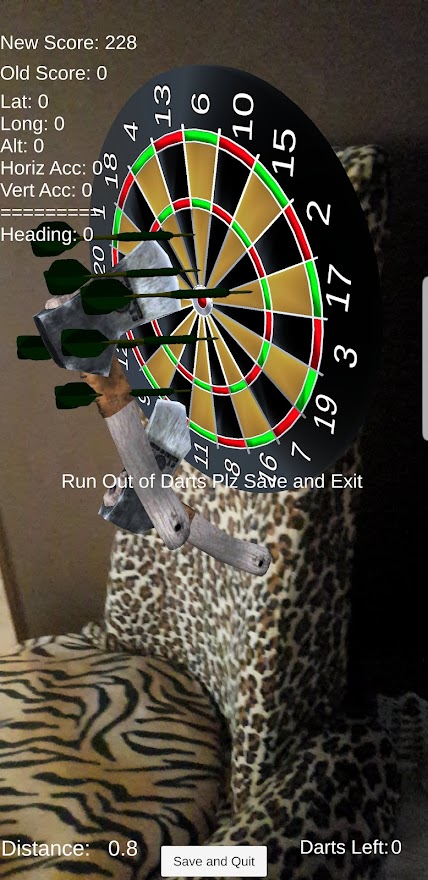 New Score: 228
Old Score: 0
Lat: 0
Long: 0
Alt: 0
Horiz Acc: 0
Vert Acc: 0
=========
Heading: 0
13 6 10
4 15
18 2
1 17
20 3
19
7
16
8
11
Run Out of Darts Plz Save and Exit
Distance: 0.8
Save and Quit
Darts Left: 0